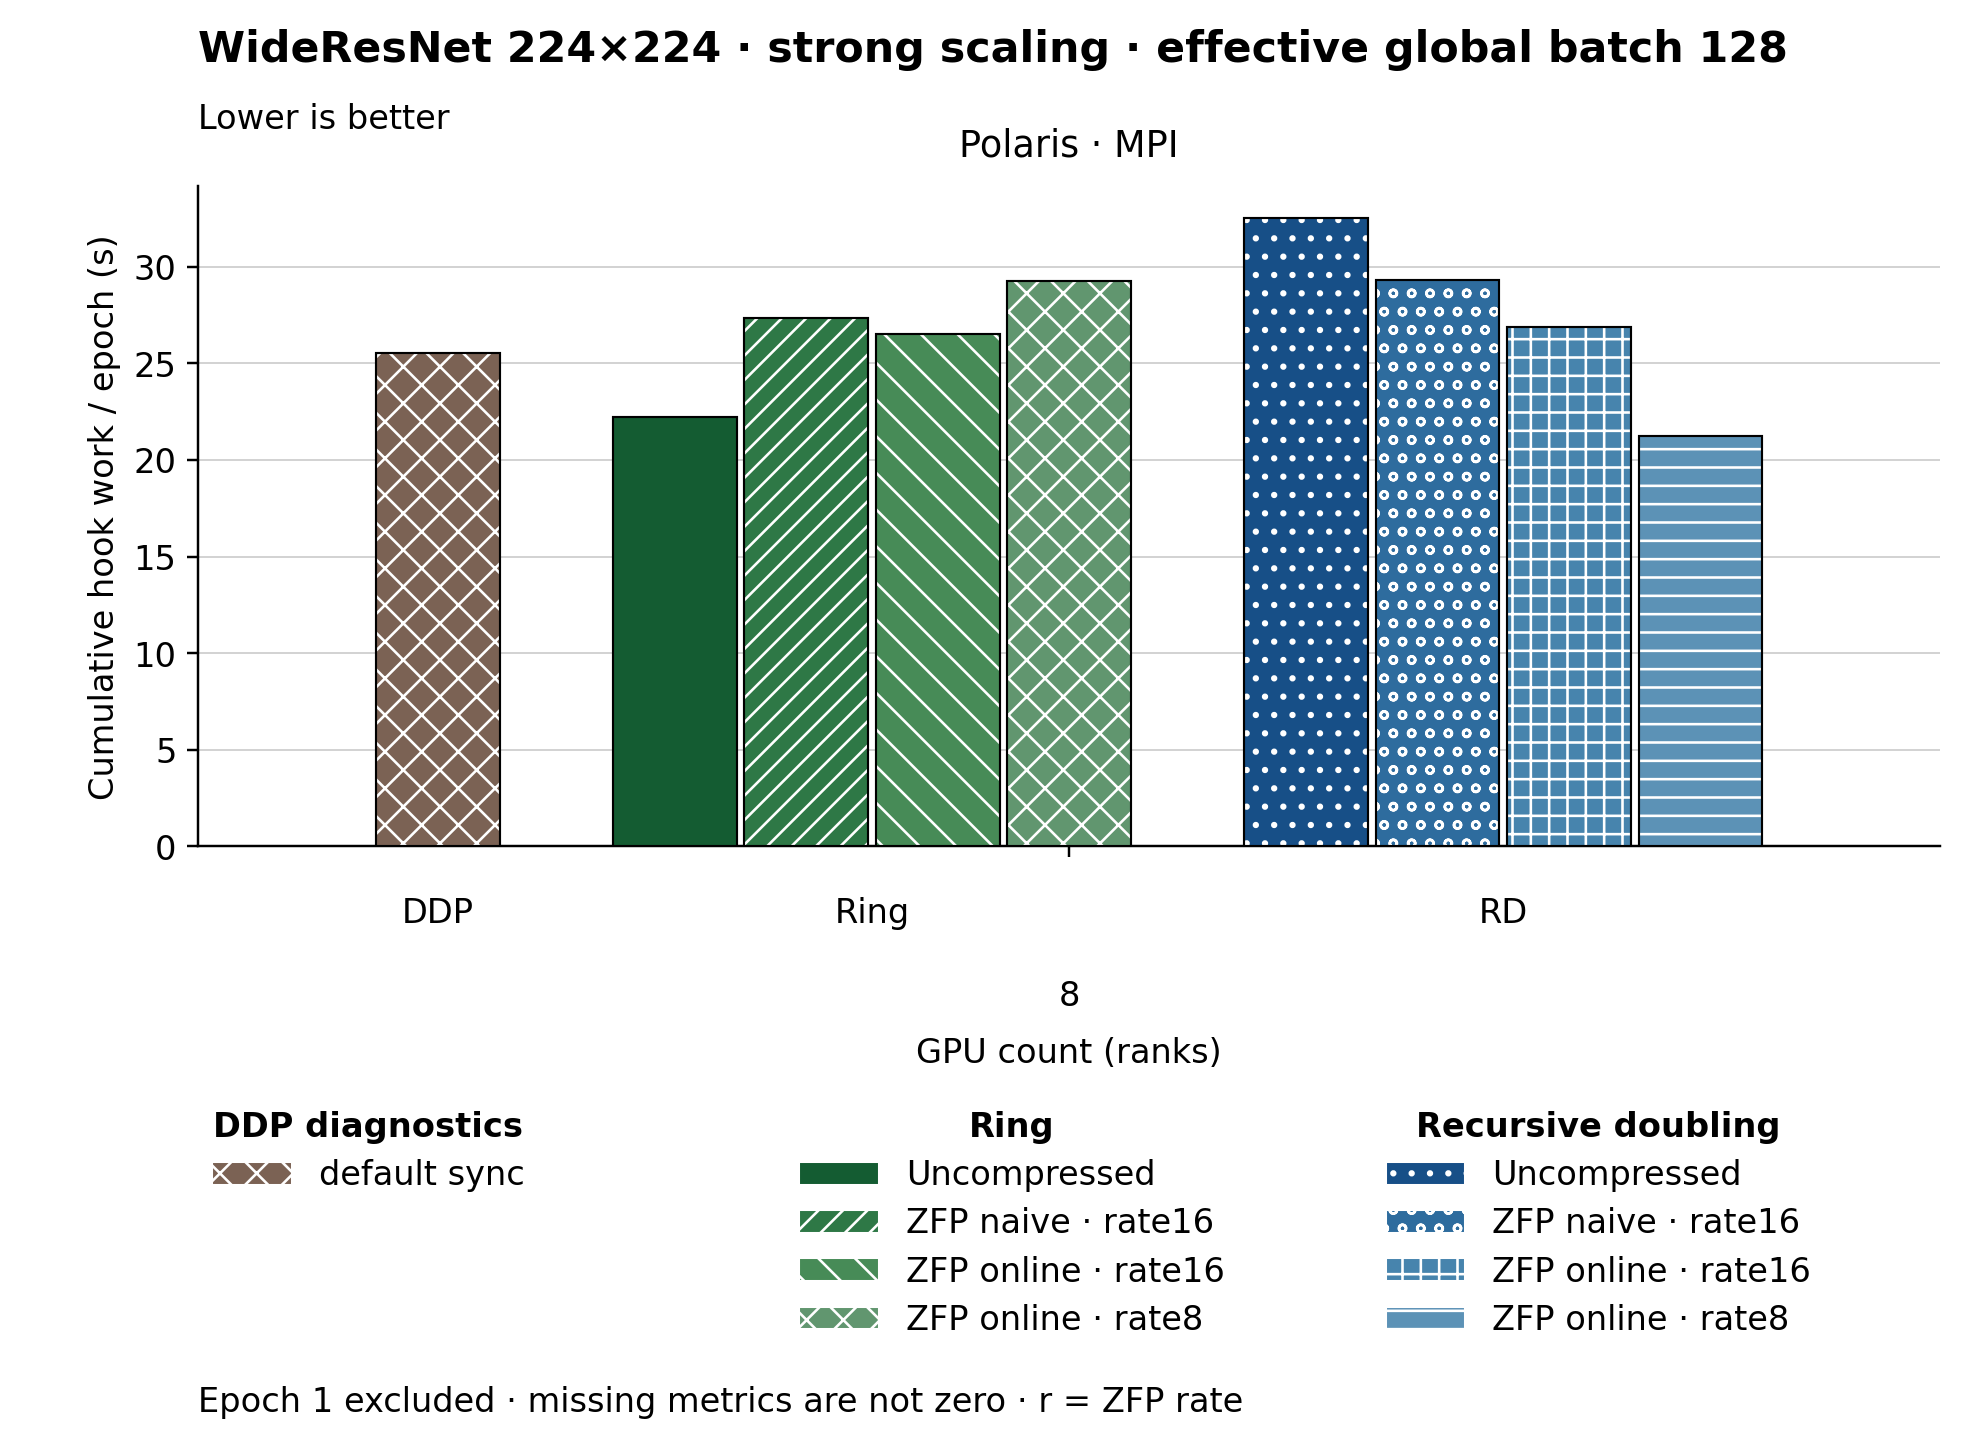 WideResNet 224×224 · strong scaling · effective global batch 128
Lower is better
Polaris · MPI
Cumulative hook work / epoch (s)
30
25
20
15
10
5
0
DDP
Ring
RD
8
GPU count (ranks)
DDP diagnostics
default sync
Ring
Uncompressed
ZFP naive · rate16
ZFP online · rate16
ZFP online · rate8
Recursive doubling
Uncompressed
ZFP naive · rate16
ZFP online · rate16
ZFP online · rate8
Epoch 1 excluded · missing metrics are not zero · r = ZFP rate